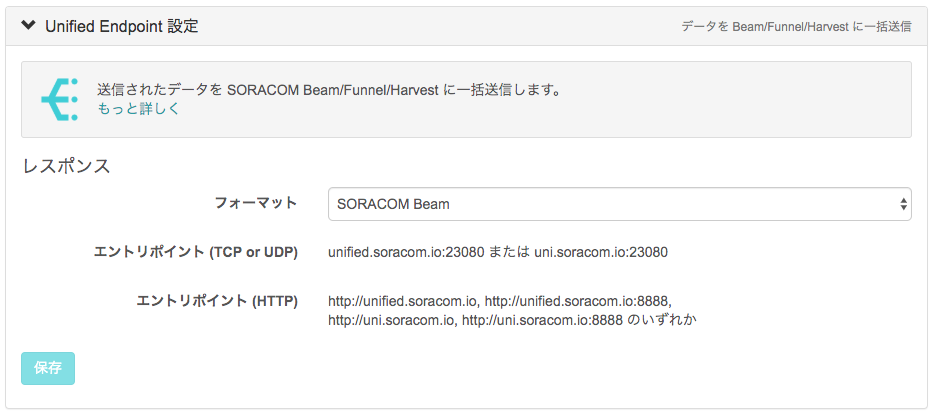 Unified Endpoint 設定
データを Beam/Funnel/Harvest に一括送信
送信されたデータを SORACOM Beam/Funnel/Harvest に一括送信します。
もっと詳しく
レスポンス
フォーマット
SORACOM Beam
エントリポイント (TCP or UDP)
unified.soracom.io:23080 または uni.soracom.io:23080
エントリポイント (HTTP)
http://unified.soracom.io, http://unified.soracom.io:8888,
http://uni.soracom.io, http://uni.soracom.io:8888 のいずれか
保存